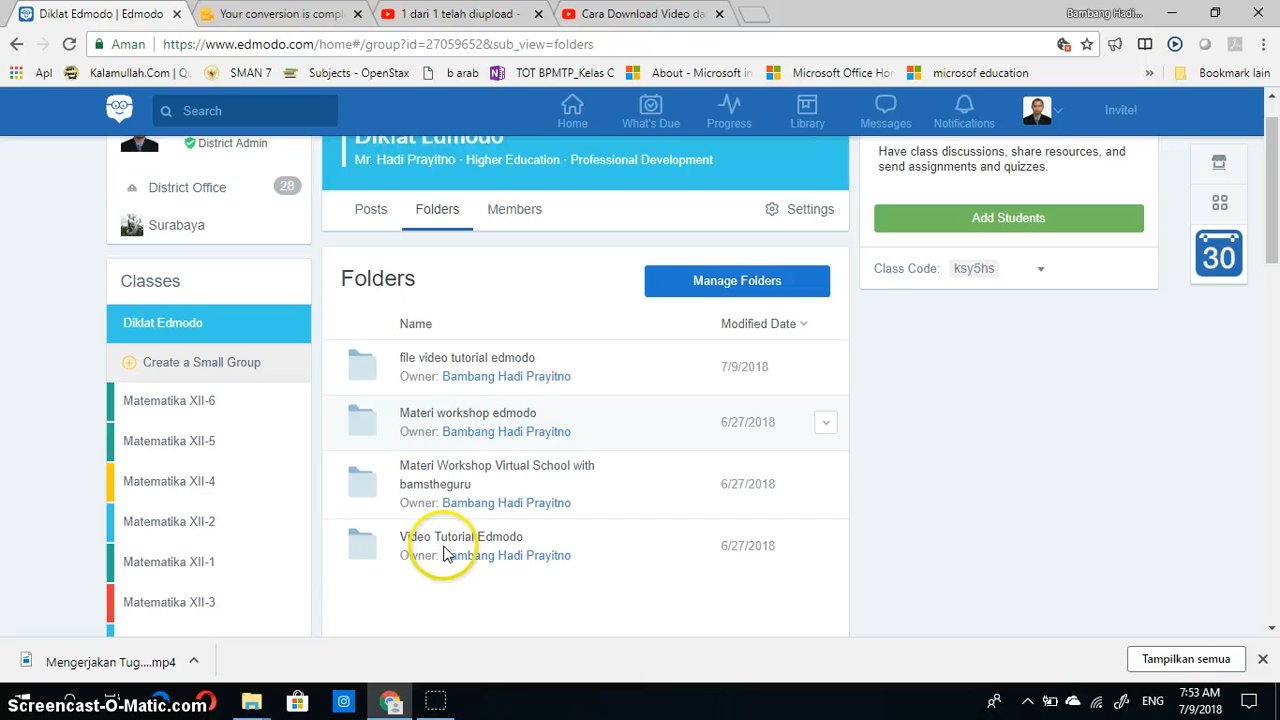 Diklat Edmodo | Edmodo
Your conversion is comple
1 dari 1 telah diupload -
Cara Download Video da
Bambang Hadi...
Aman
https://www.edmodo.com/home#/group?id=27059652&sub_view=folders
Apl
Kalamullah.Com | Qu
SMAN 7
Subjects - OpenStax
b arab
TOT BPMTP_Kelas C
About - Microsoft in
Microsoft Office Hor
microsof education
»
Bookmark lain
Search
Home
What's Due
Progress
Library
Messages
Notifications
Invite!
District Admin
District Office
28
Surabaya
Diklat Edmodo
Mr. Hadi Prayitno · Higher Education · Professional Development
Posts
Folders
Members
Settings
Have class discussions, share resources, and
send assignments and quizzes.
Add Students
Class Code:
ksy5hs
30
Classes
Diklat Edmodo
Create a Small Group
Matematika XII-6
Matematika XII-5
Matematika XII-4
Matematika XII-2
Matematika XII-1
Matematika XII-3
Folders
Manage Folders
Name
Modified Date
file video tutorial edmodo
Owner: Bambang Hadi Prayitno
7/9/2018
Materi workshop edmodo
Owner: Bambang Hadi Prayitno
6/27/2018
Materi Workshop Virtual School with
bamstheguru
Owner: Bambang Hadi Prayitno
6/27/2018
Video Tutorial Edmodo
Owner: Bambang Hadi Prayitno
6/27/2018
Mengerjakan Tug....mp4
Tampilkan semua
Screencast-O-Matic.com
ENG
7:53 AM
7/9/2018